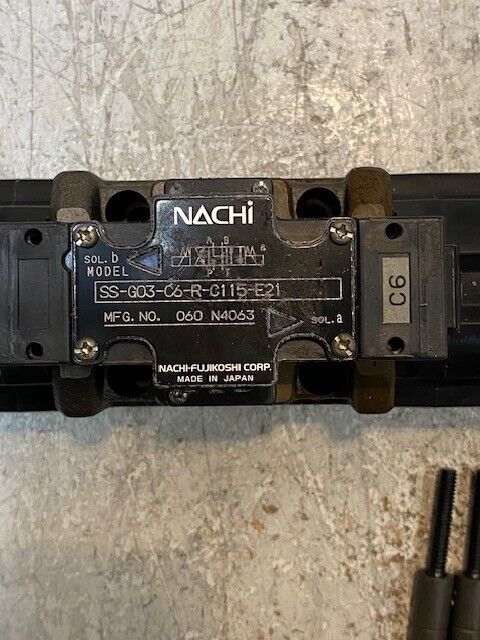 NACHi
A B
a
SOL.b
MODEL
SS-G03-C6-R-C115-E21
MFG. NO. 060 N4063
SOL.a
NACHI-FUJIKOSHI CORP.
MADE IN JAPAN
C6